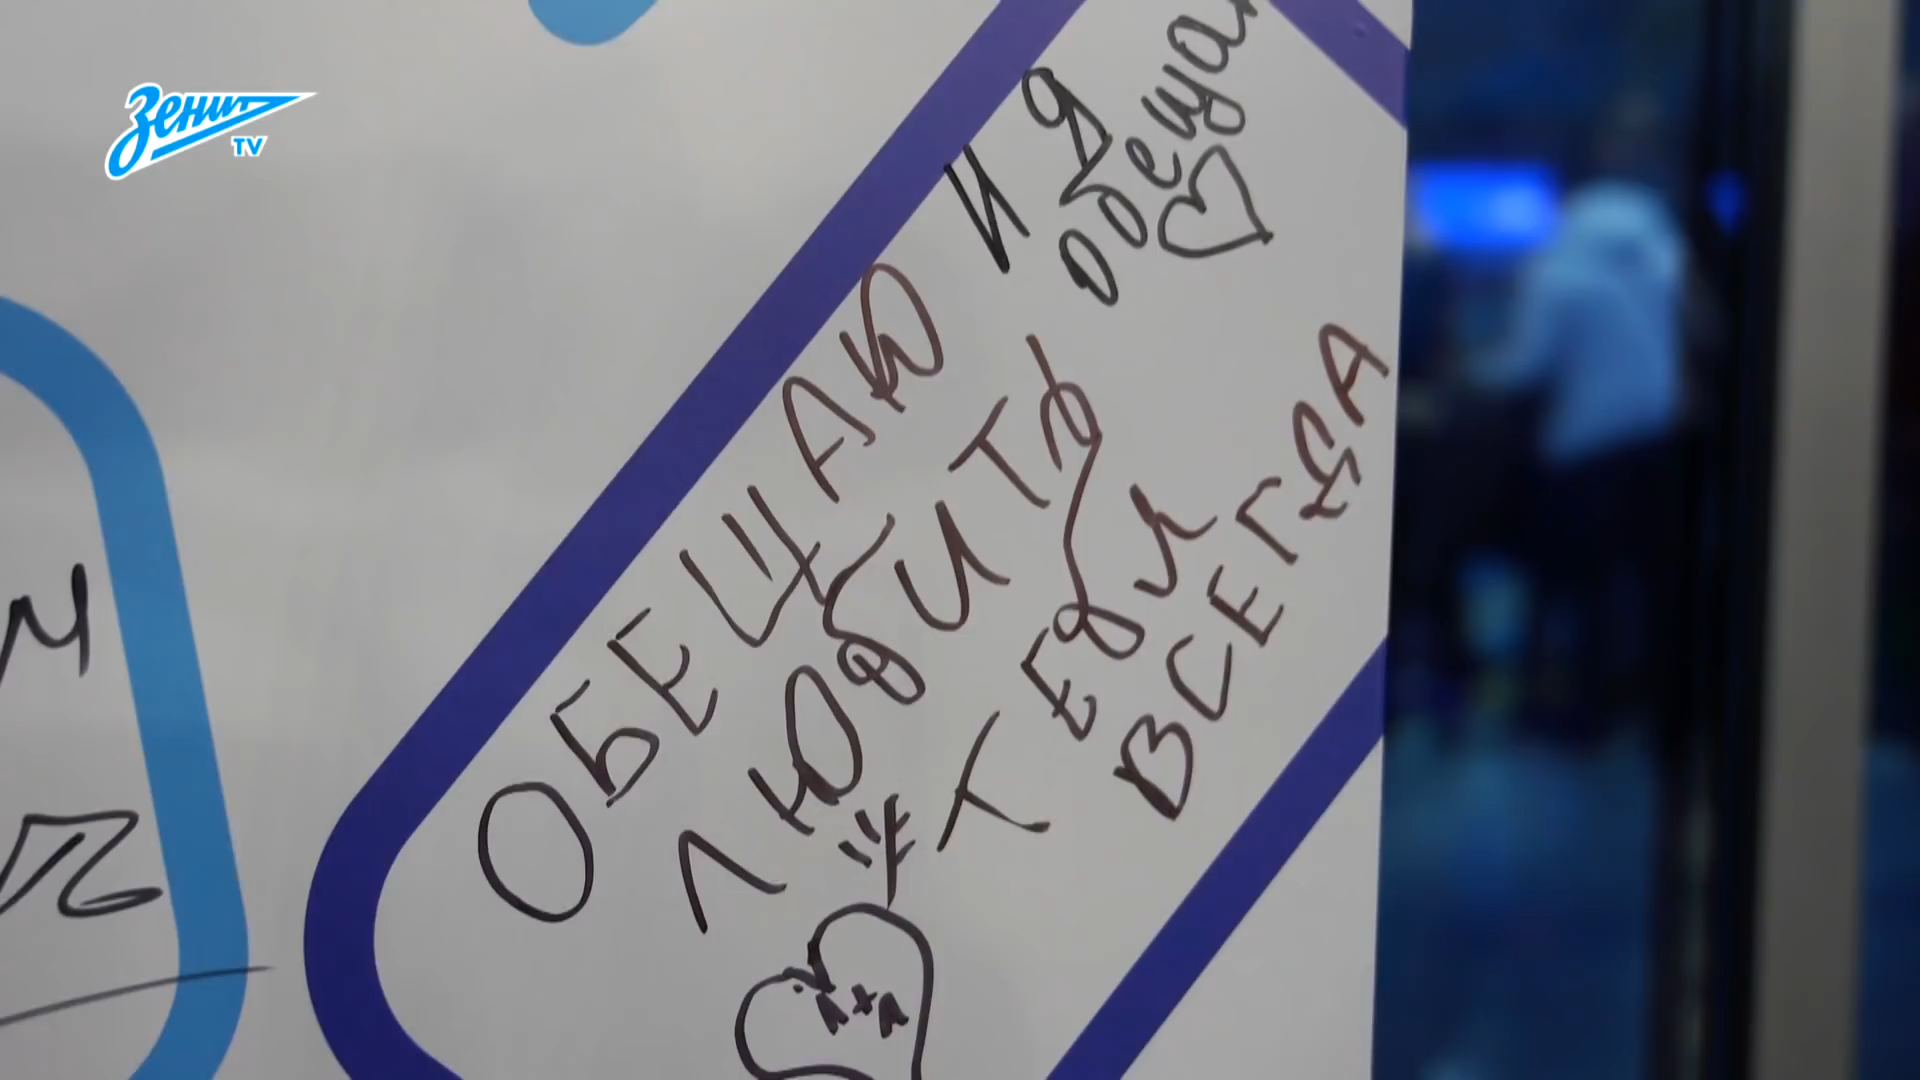 Зенит
TV
И Я
обещаю
ОБЕЩАЮ
ЛЮБИТЬ
ТЕБЯ
ВСЕГДА
А+А